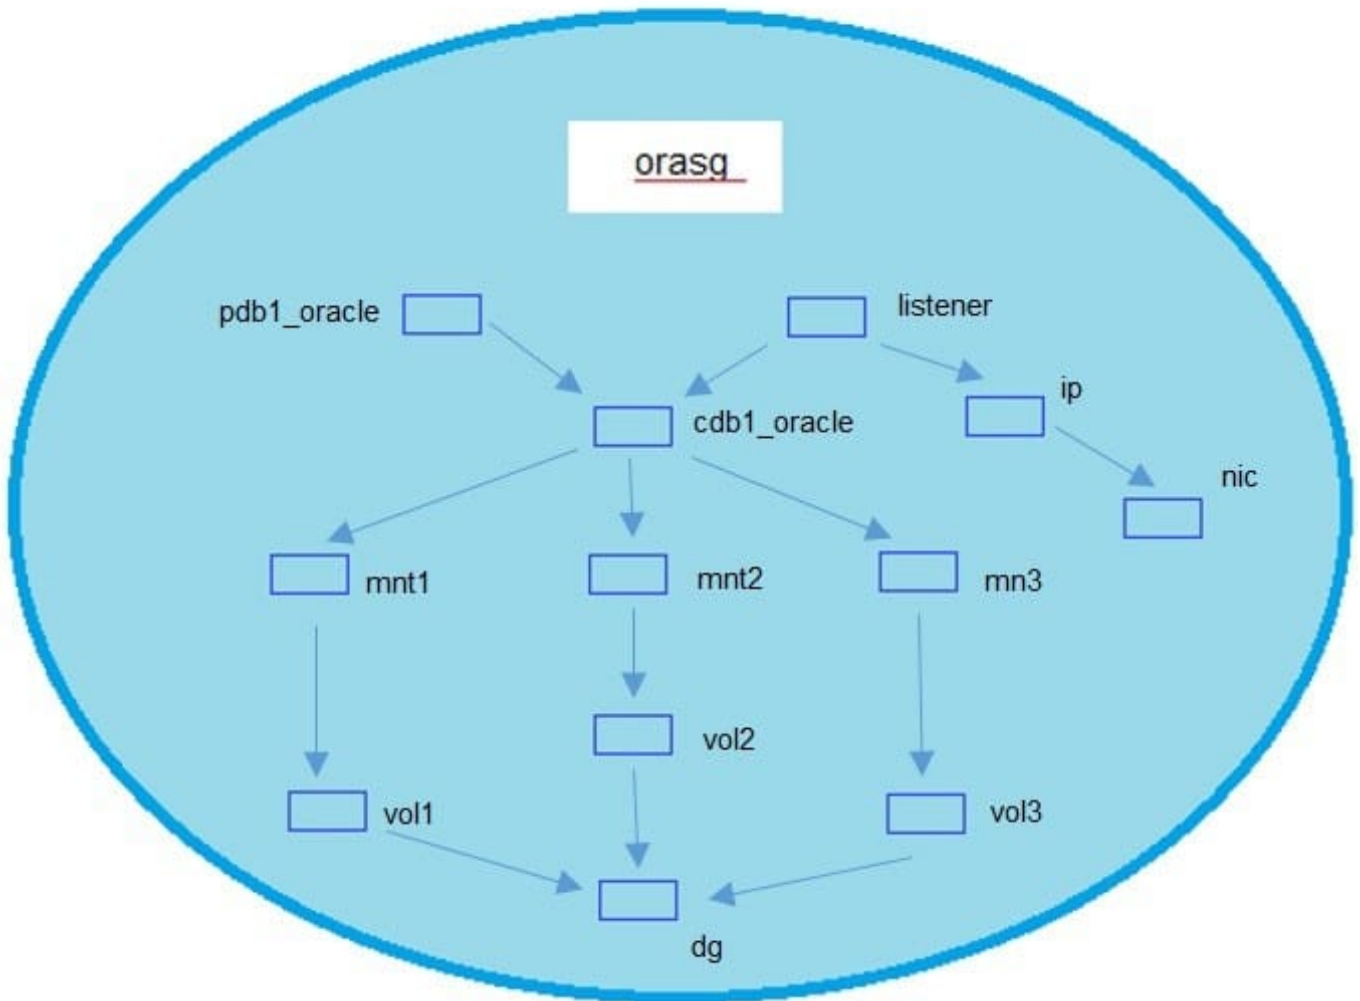 orasg
pdb1_oracle
listener
ip
cdb1_oracle
nic
mnt1
mnt2
mn3
vol2
vol1
vol3
dg